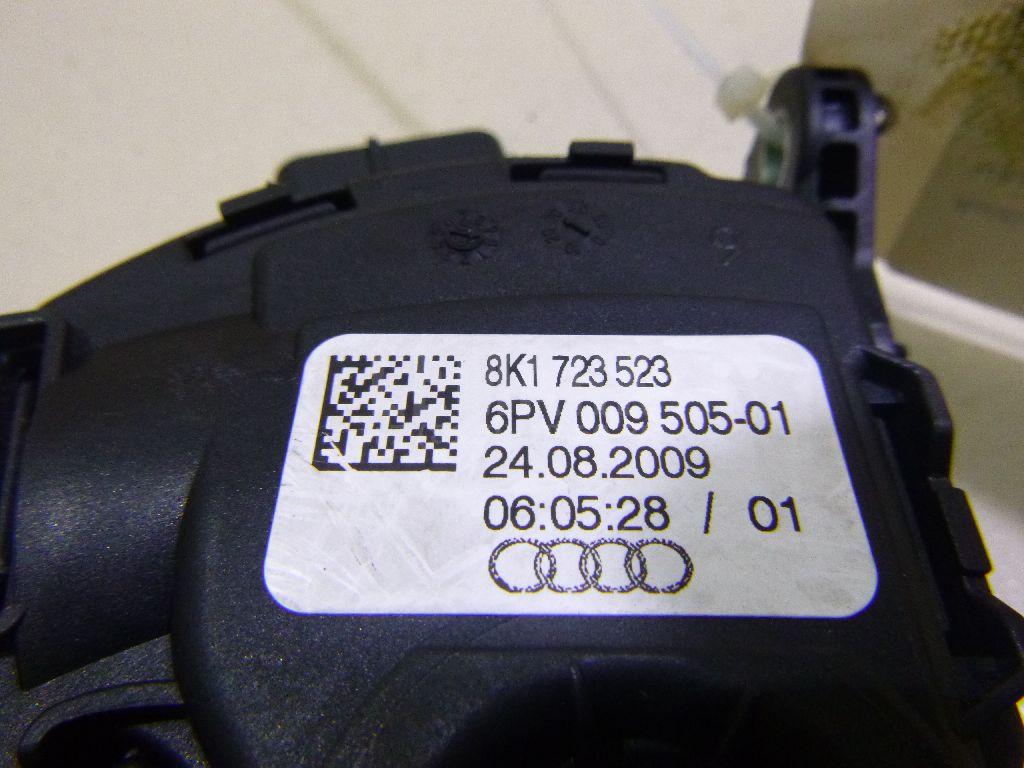 8K1 723 523
6PV 009 505-01
24.08.2009
06:05:28 / 01